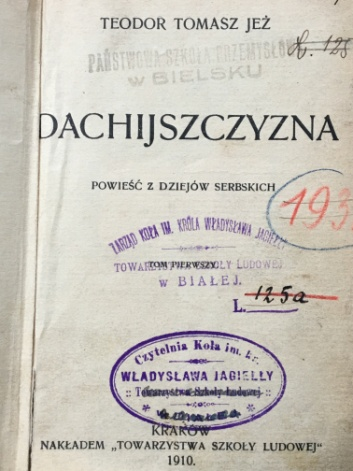 TEODOR TOMASZ JEŻ
Ł. 125
PAŃSTWOWA SZKOŁA PRZEMYSŁOW
w BIELSKU
DACHIJSZCZYZNA
POWIEŚĆ Z DZIEJÓW SERBSKICH
193
ZARZĄD KOŁA IM. KRÓLA WŁADYSŁAWA JAGIEŁŁY
TOM PIERWSZY.
TOWARZYSTWA SZKOŁY LUDOWEJ
w BIAŁEJ.
L. 125a
Czytelnia Koła im. kr.
WŁADYSŁAWA JAGIEŁŁY
:: Towarzystwa Szkoły Ludowej ::
KRAKÓW
NAKŁADEM „TOWARZYSTWA SZKOŁY LUDOWEJ"
1910.